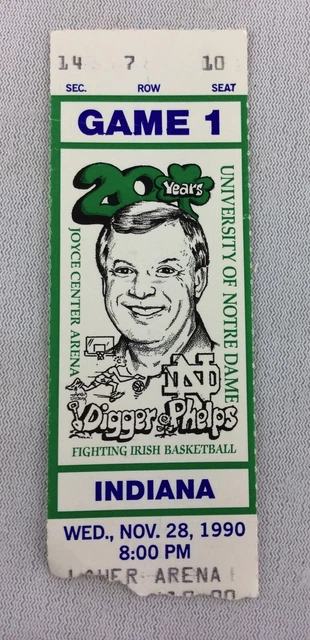 14 7 10
SEC. ROW SEAT
GAME 1
20 Years
JOYCE CENTER ARENA
UNIVERSITY OF NOTRE DAME
ND
Digger Phelps
FIGHTING IRISH BASKETBALL
INDIANA
WED., NOV. 28, 1990
8:00 PM
LOWER ARENA